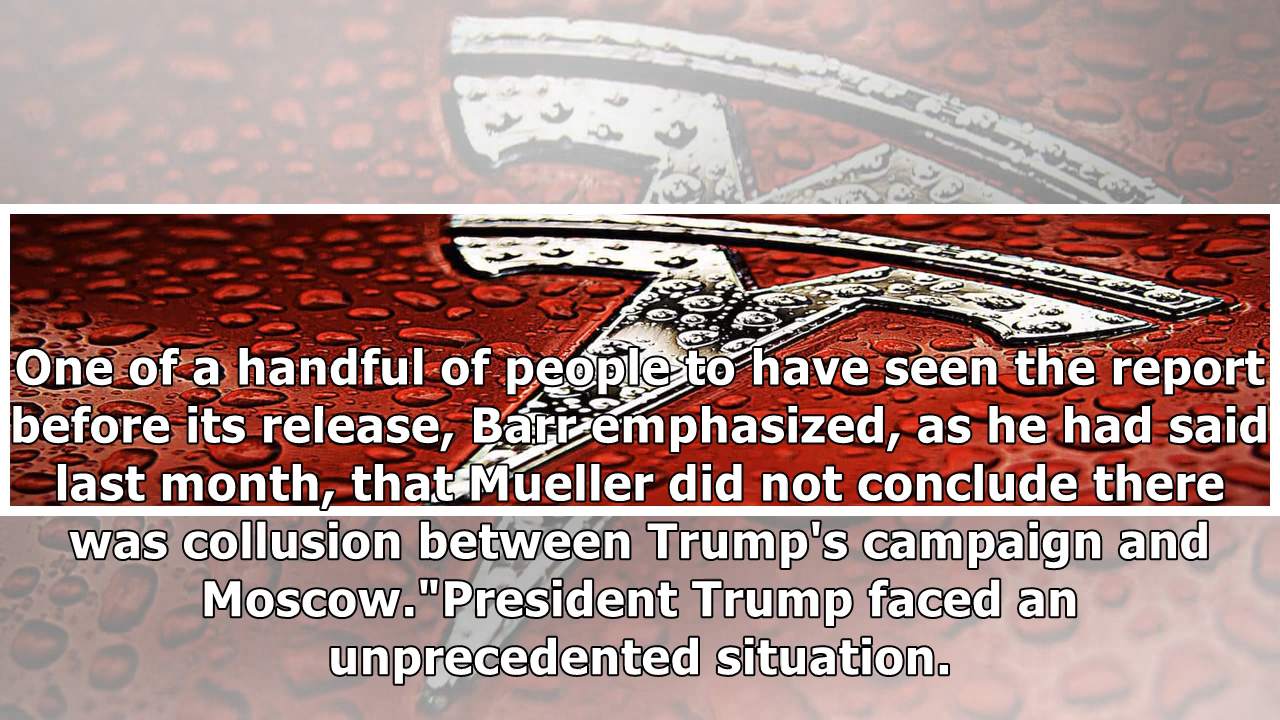 One of a handful of people to have seen the report
before its release, Barr emphasized, as he had said
last month, that Mueller did not conclude there
was collusion between Trump's campaign and
Moscow."President Trump faced an
unprecedented situation.